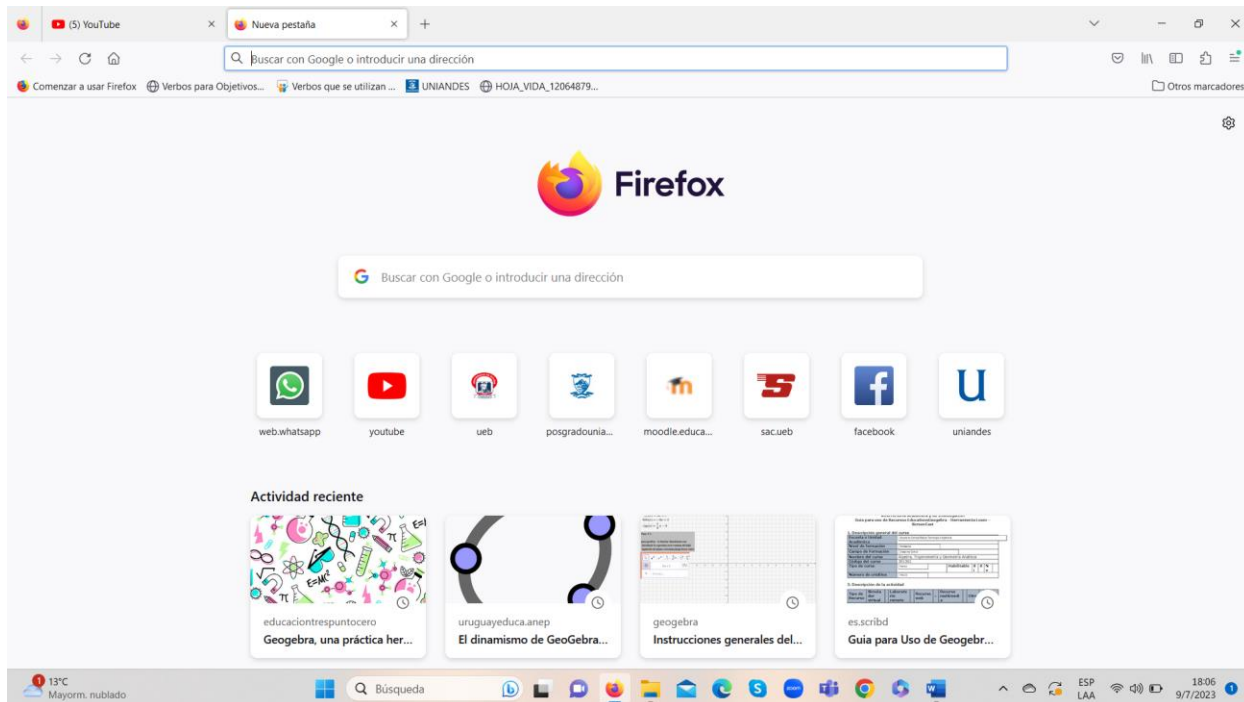 (5) YouTube
Nueva pestaña
Buscar con Google o introducir una dirección
Comenzar a usar Firefox
Verbos para Objetivos...
Verbos que se utilizan ...
UNIANDES
HOJA_VIDA_12064879...
Otros marcadores
Firefox
Buscar con Google o introducir una dirección
web.whatsapp
youtube
ueb
posgradounia...
moodle.educa...
sac.ueb
facebook
uniandes
Actividad reciente
educaciontrespuntocero
Geogebra, una práctica her...
uruguayeduca.anep
El dinamismo de GeoGebra...
geogebra
Instrucciones generales del...
es.scribd
Guia para Uso de Geogebr...
1
13°C
Mayorm. nublado
Búsqueda
ESP
LAA
18:06
9/7/2023
1